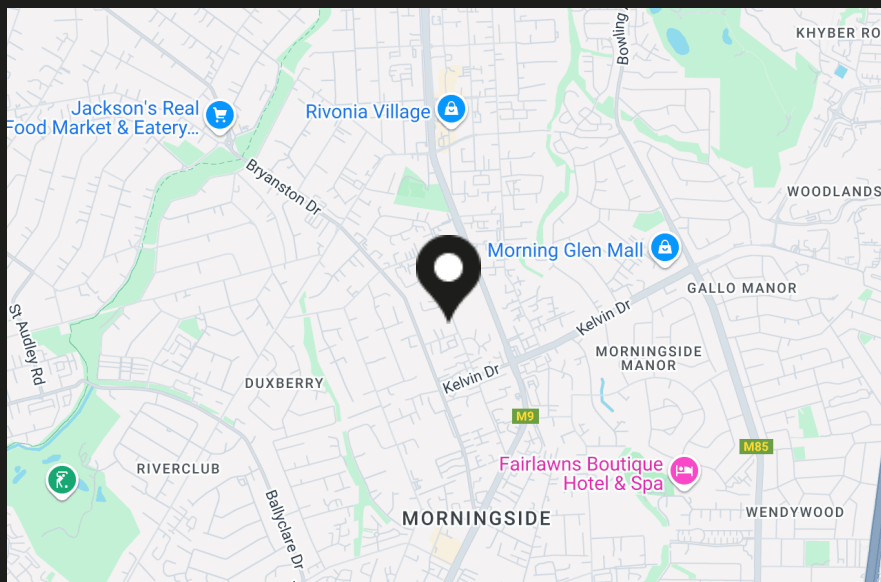 KHYBER RO
Bowling
Jackson's Real
Food Market & Eatery...
Rivonia Village
Bryanston Dr
WOODLANDS
Morning Glen Mall
GALLO MANOR
St Audley Rd
Kelvin Dr
MORNINGSIDE
MANOR
DUXBERRY
Kelvin Dr
M9
M85
RIVERCLUB
Fairlawns Boutique
Hotel & Spa
Ballyclare Dr
MORNINGSIDE
WENDYWOOD